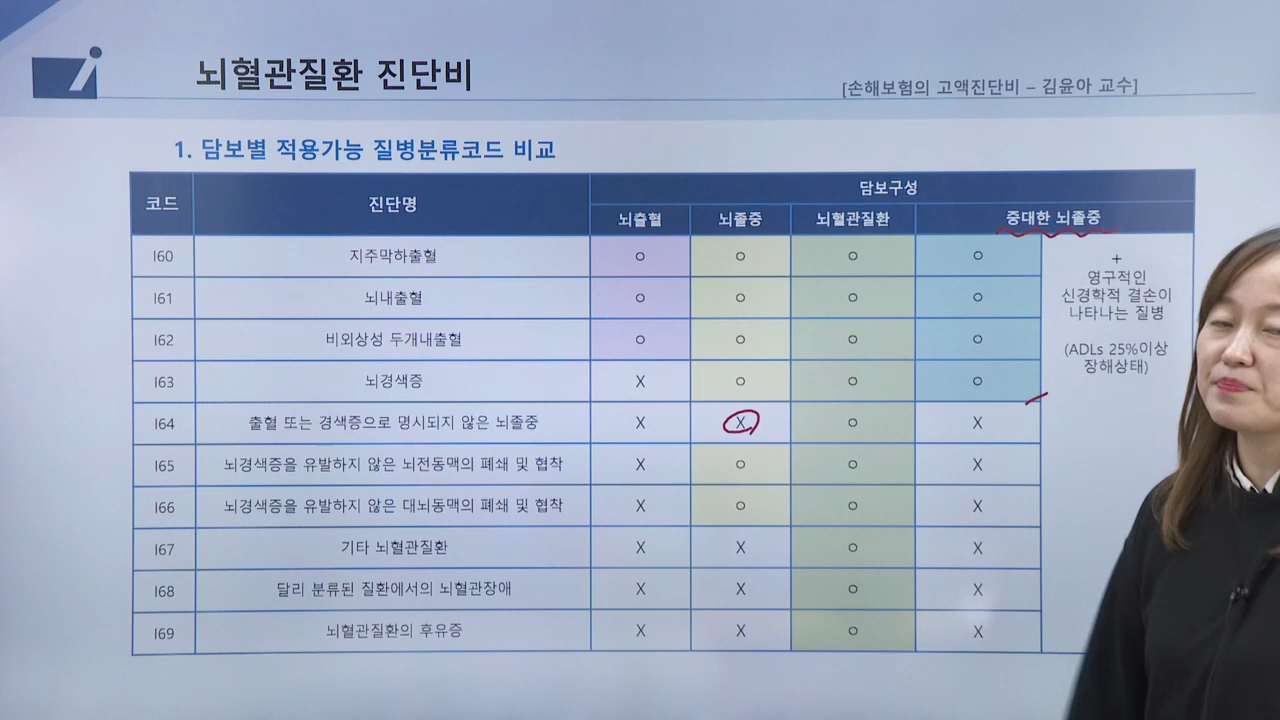 뇌혈관질환 진단비
[손해보험의 고액진단비 – 김윤아 교수]
1. 담보별 적용가능 질병분류코드 비교
코드 진단명 담보구성
뇌출혈 뇌졸중 뇌혈관질환 중대한 뇌졸중
I60 지주막하출혈 ○ ○ ○ ○
I61 뇌내출혈 ○ ○ ○ ○
I62 비외상성 두개내출혈 ○ ○ ○ ○
I63 뇌경색증 X ○ ○ ○
I64 출혈 또는 경색증으로 명시되지 않은 뇌졸중 X X ○ X
I65 뇌경색증을 유발하지 않은 뇌전동맥의 폐쇄 및 협착 X ○ ○ X
I66 뇌경색증을 유발하지 않은 대뇌동맥의 폐쇄 및 협착 X ○ ○ X
I67 기타 뇌혈관질환 X X ○ X
I68 달리 분류된 질환에서의 뇌혈관장애 X X ○ X
I69 뇌혈관질환의 후유증 X X ○ X
+
영구적인
신경학적 결손이
나타나는 질병
(ADLs 25%이상
장해상태)